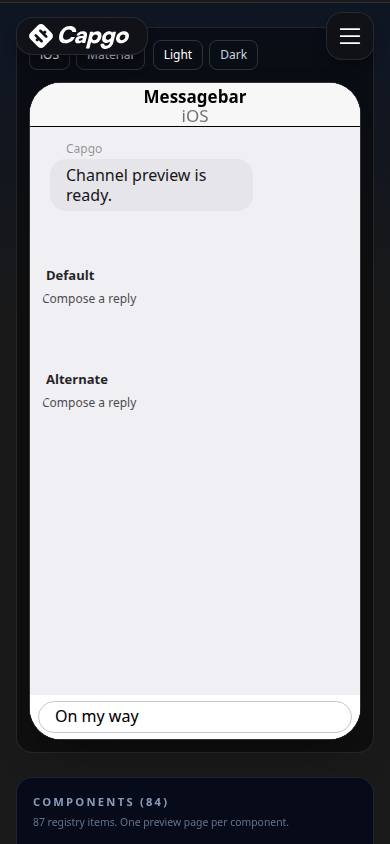 Capgo
iOS Material Light Dark
Messagebar
iOS
Capgo
Channel preview is
ready.
Default
Compose a reply
Alternate
Compose a reply
On my way
COMPONENTS (84)
87 registry items. One preview page per component.